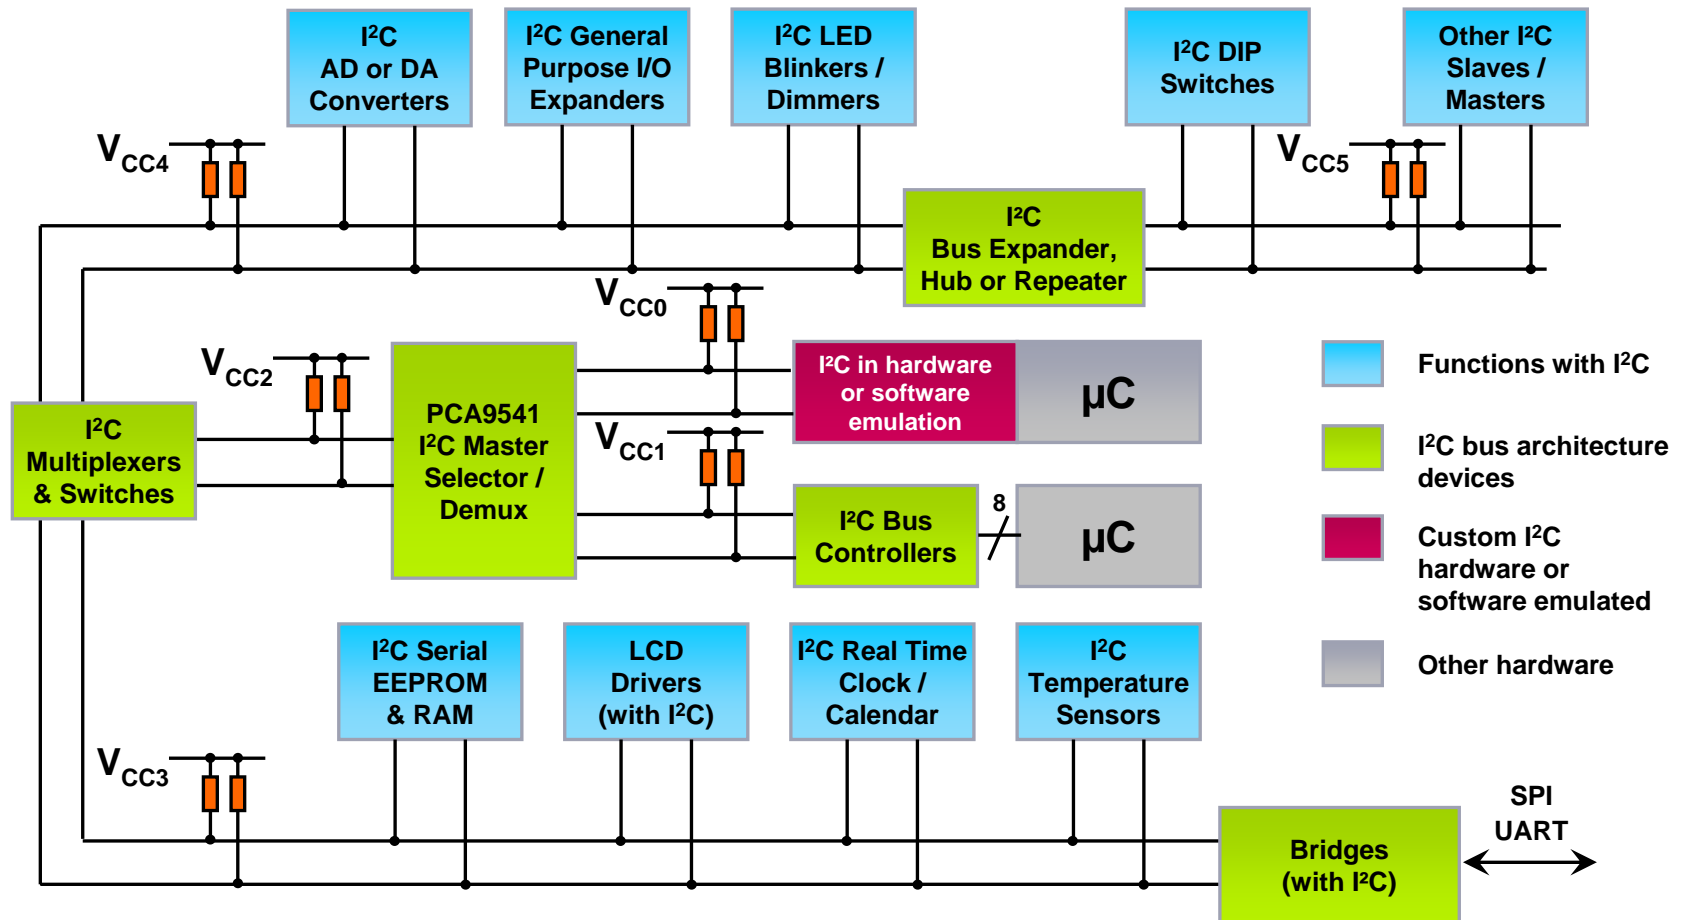 I²C
AD or DA
Converters
I²C General
Purpose I/O
Expanders
I²C LED
Blinkers /
Dimmers
I²C DIP
Switches
Other I²C
Slaves /
Masters
VCC4
VCC5
I²C
Bus Expander,
Hub or Repeater
VCC0
VCC2
I²C
Multiplexers
& Switches
PCA9541
I²C Master
Selector /
Demux
I²C in hardware
or software
emulation
µC
VCC1
I²C Bus
Controllers
8
µC
Functions with I²C
I²C bus architecture
devices
Custom I²C
hardware or
software emulated
Other hardware
I²C Serial
EEPROM
& RAM
LCD
Drivers
(with I²C)
I²C Real Time
Clock /
Calendar
I²C
Temperature
Sensors
VCC3
Bridges
(with I²C)
SPI
UART